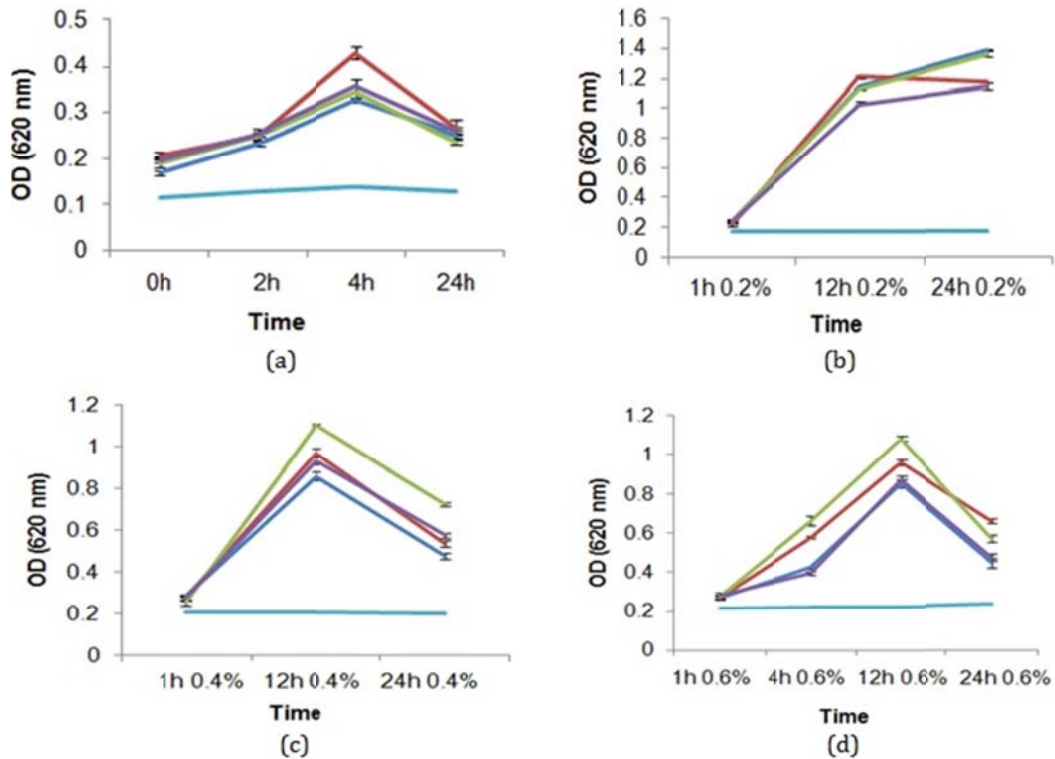 0.5
0.4
0.3
0.2
0.1
0
OD (620 nm)
0h 2h 4h 24h
Time
(a)
1.6
1.4
1.2
1
0.8
0.6
0.4
0.2
0
OD (620 nm)
1h 0.2% 12h 0.2% 24h 0.2%
Time
(b)
1.2
1
0.8
0.6
0.4
0.2
0
OD (620 nm)
1h 0.4% 12h 0.4% 24h 0.4%
Time
(c)
1.2
1
0.8
0.6
0.4
0.2
0
OD (620 nm)
1h 0.6% 4h 0.6% 12h 0.6% 24h 0.6%
Time
(d)